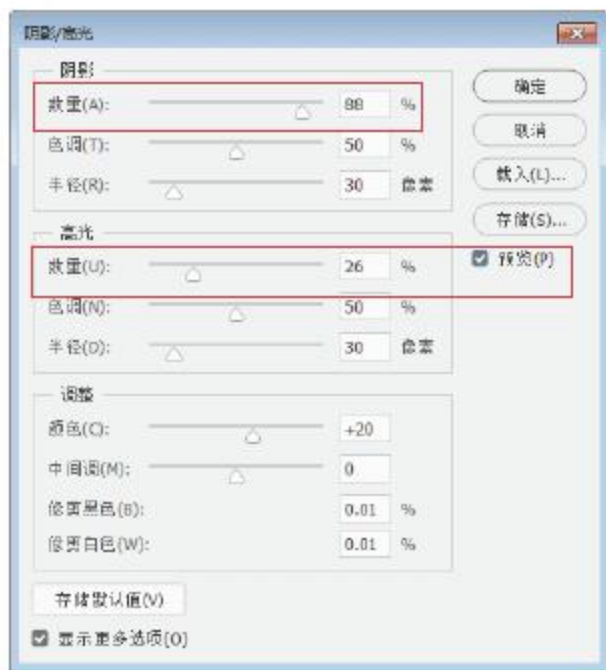 阴影/高光
阴影
数量(A): 88 %
色调(T): 50 %
半径(R): 30 像素
高光
数量(U): 26 %
色调(N): 50 %
半径(D): 30 像素
调整
颜色(C): +20
中间调(M): 0
修剪黑色(B): 0.01 %
修剪白色(W): 0.01 %
存储默认值(V)
显示更多选项(O)
确定
取消
载入(L)...
存储(S)...
预览(P)